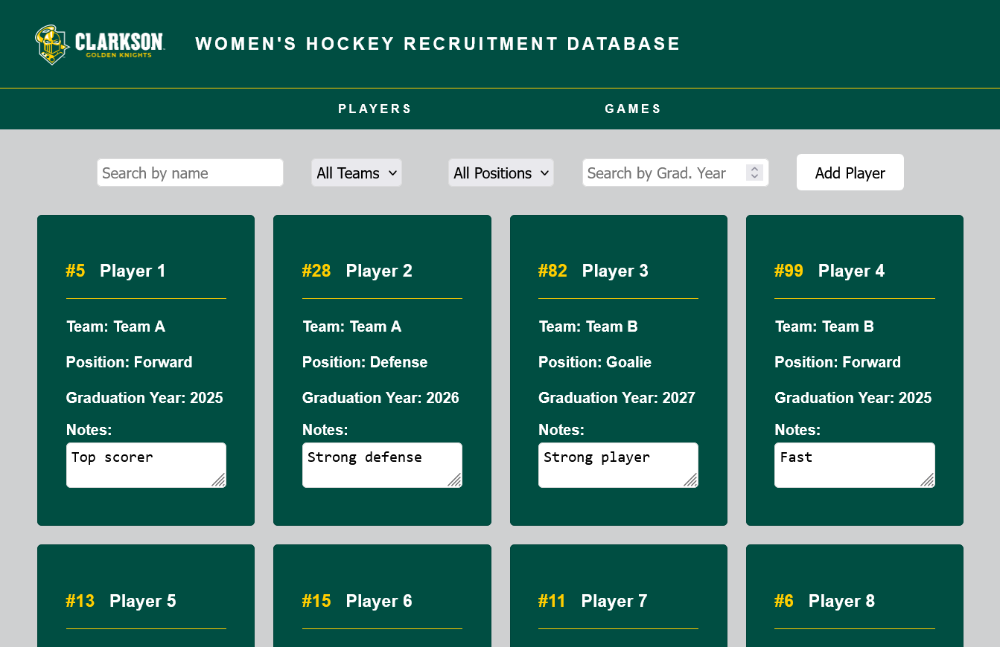 CLARKSON
GOLDEN KNIGHTS
WOMEN'S HOCKEY RECRUITMENT DATABASE
PLAYERS GAMES
Search by name All Teams All Positions Search by Grad. Year Add Player
#5 Player 1
Team: Team A
Position: Forward
Graduation Year: 2025
Notes:
Top scorer
#28 Player 2
Team: Team A
Position: Defense
Graduation Year: 2026
Notes:
Strong defense
#82 Player 3
Team: Team B
Position: Goalie
Graduation Year: 2027
Notes:
Strong player
#99 Player 4
Team: Team B
Position: Forward
Graduation Year: 2025
Notes:
Fast
#13 Player 5
#15 Player 6
#11 Player 7
#6 Player 8